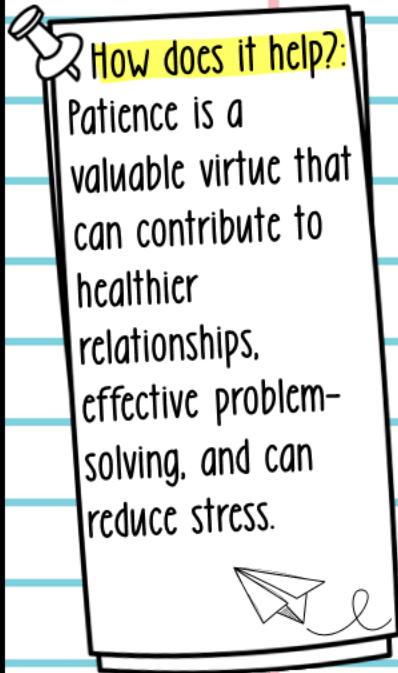 How does it help?:
Patience is a
valuable virtue that
can contribute to
healthier
relationships,
effective problem-
solving, and can
reduce stress.